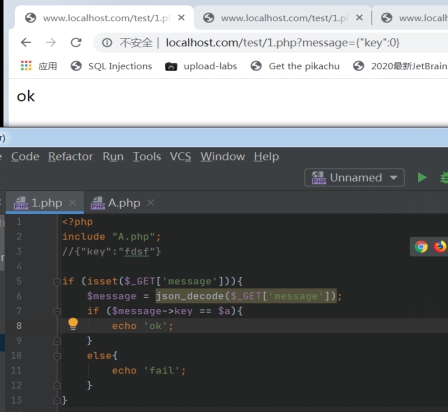 www.localhost.com/test/1.pl
www.localhost.com/test/1.p
www.local
不安全 | localhost.com/test/1.php?message={"key":0}
应用 SQL Injections upload-labs Get the pikachu 2020最新JetBrain
ok
r)
e Code Refactor Run Tools VCS Window Help
Unnamed
1.php A.php
1 <?php
2 include "A.php";
3 //{"key":"fdsf"}
4
5 if (isset($_GET['message'])){
6 $message = json_decode($_GET['message']);
7 if ($message->key == $a){
8 echo 'ok';
9 }
10 else{
11 echo 'fail';
12 }
13 }